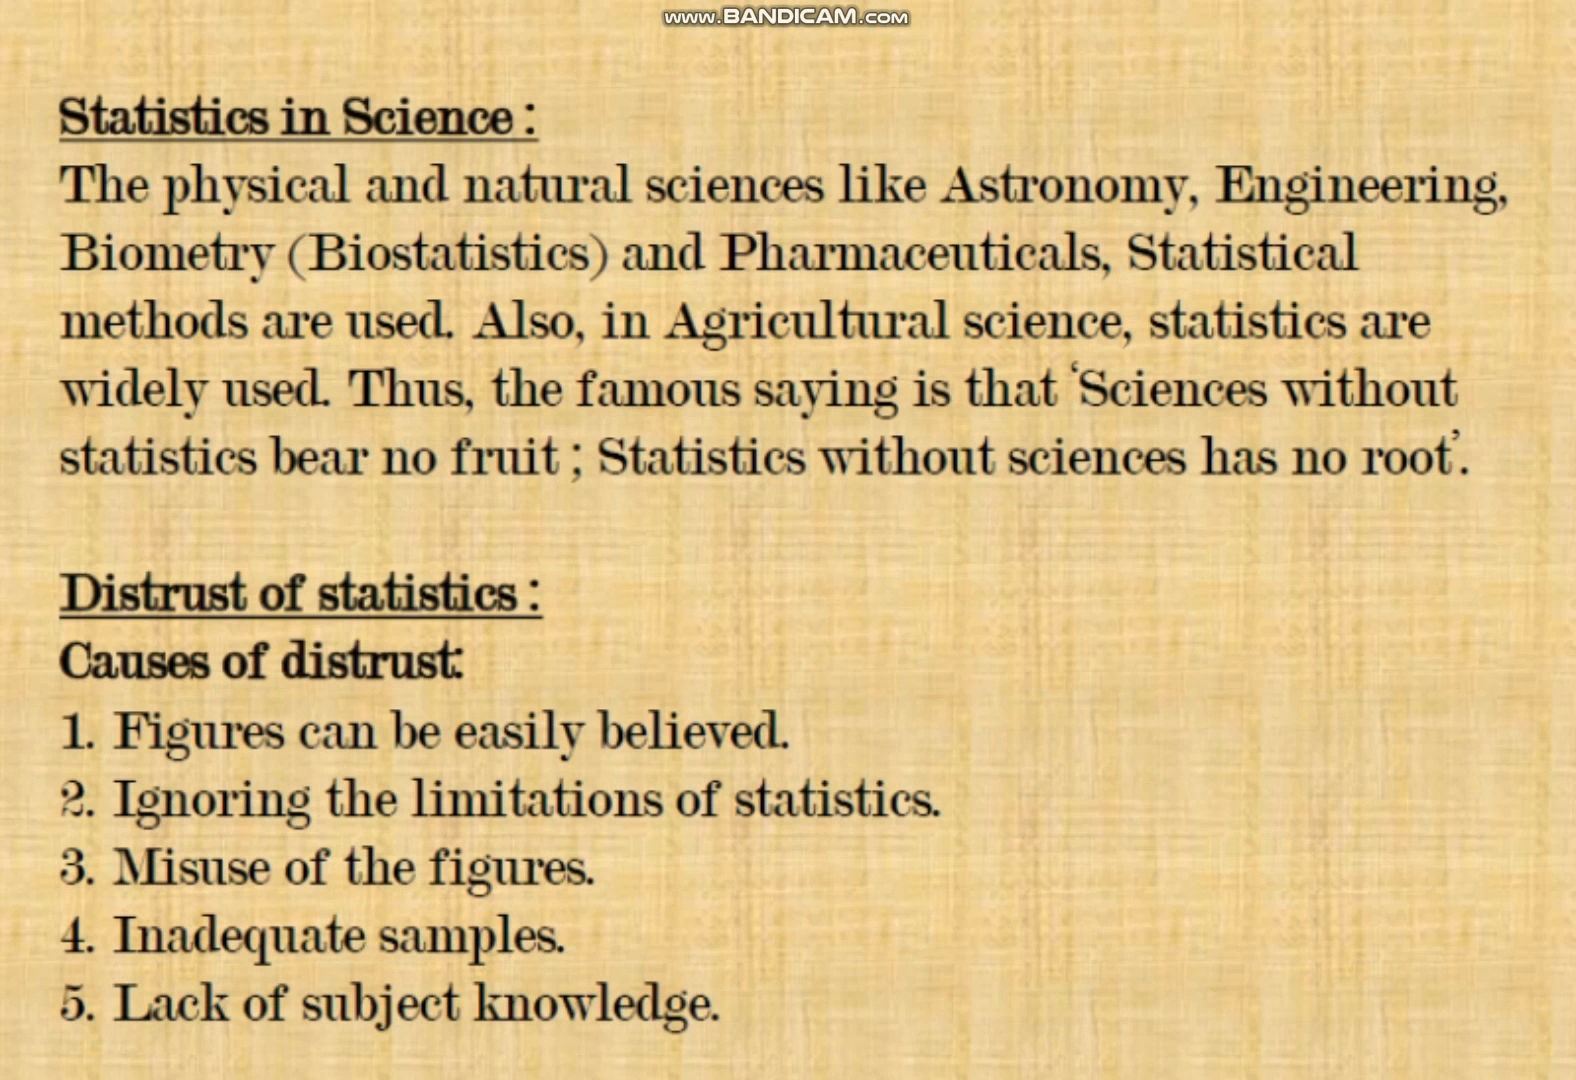 www.BANDICAM.com
Statistics in Science :
The physical and natural sciences like Astronomy, Engineering,
Biometry (Biostatistics) and Pharmaceuticals, Statistical
methods are used. Also, in Agricultural science, statistics are
widely used. Thus, the famous saying is that ‘Sciences without
statistics bear no fruit ; Statistics without sciences has no root’.
Distrust of statistics :
Causes of distrust:
1. Figures can be easily believed.
2. Ignoring the limitations of statistics.
3. Misuse of the figures.
4. Inadequate samples.
5. Lack of subject knowledge.